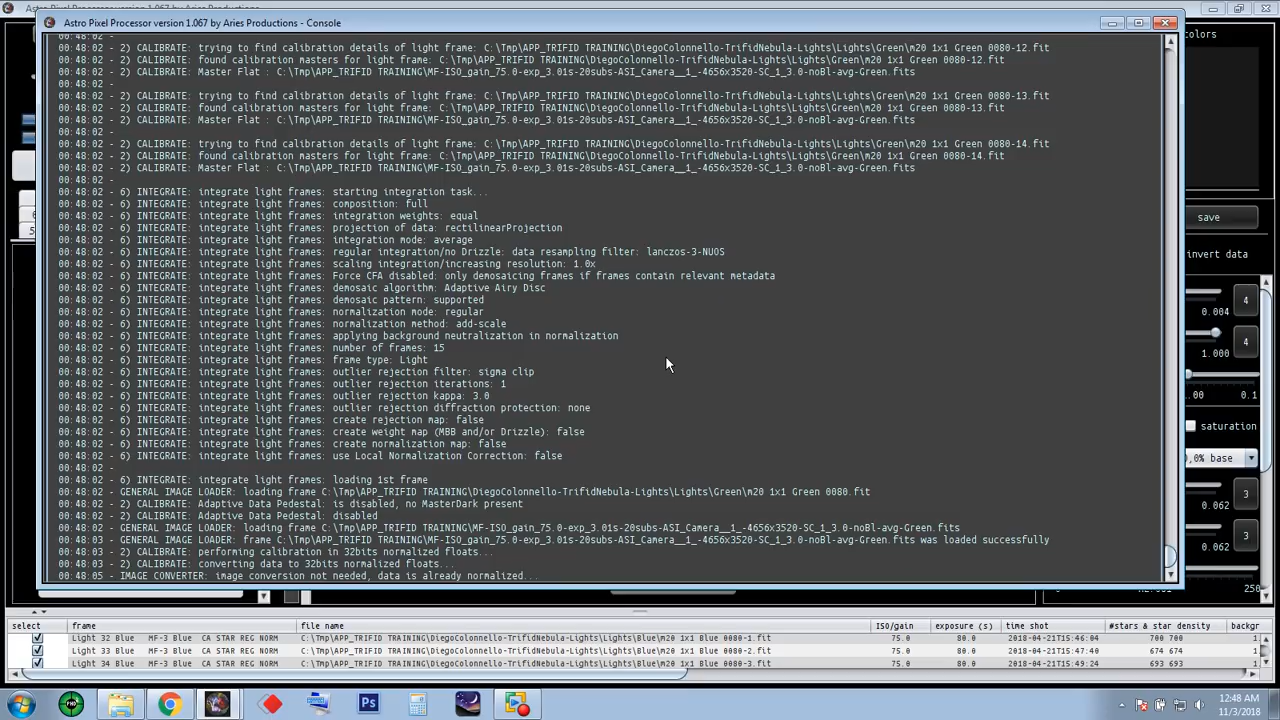 Astro Pixel Processor version 1.067 by Aries Productions - Console
00:48:02 - 2) CALIBRATE: trying to find calibration details of light frame: C:\Tmp\APP_TRIFID TRAINING\DiegoColonnello-TrifidNebula-Lights\Lights\Green\m20 1x1 Green 0080-12.fit
00:48:02 - 2) CALIBRATE: found calibration masters for light frame: C:\Tmp\APP_TRIFID TRAINING\DiegoColonnello-TrifidNebula-Lights\Lights\Green\m20 1x1 Green 0080-12.fit
00:48:02 - 2) CALIBRATE: Master Flat : C:\Tmp\APP_TRIFID TRAINING\MF-ISO_gain_75.0-exp_3.01s-20subs-ASI_Camera__1_-4656x3520-SC_1_3.0-noBl-avg-Green.fits
00:48:02 -
00:48:02 - 2) CALIBRATE: trying to find calibration details of light frame: C:\Tmp\APP_TRIFID TRAINING\DiegoColonnello-TrifidNebula-Lights\Lights\Green\m20 1x1 Green 0080-13.fit
00:48:02 - 2) CALIBRATE: found calibration masters for light frame: C:\Tmp\APP_TRIFID TRAINING\DiegoColonnello-TrifidNebula-Lights\Lights\Green\m20 1x1 Green 0080-13.fit
00:48:02 - 2) CALIBRATE: Master Flat : C:\Tmp\APP_TRIFID TRAINING\MF-ISO_gain_75.0-exp_3.01s-20subs-ASI_Camera__1_-4656x3520-SC_1_3.0-noBl-avg-Green.fits
00:48:02 -
00:48:02 - 2) CALIBRATE: trying to find calibration details of light frame: C:\Tmp\APP_TRIFID TRAINING\DiegoColonnello-TrifidNebula-Lights\Lights\Green\m20 1x1 Green 0080-14.fit
00:48:02 - 2) CALIBRATE: found calibration masters for light frame: C:\Tmp\APP_TRIFID TRAINING\DiegoColonnello-TrifidNebula-Lights\Lights\Green\m20 1x1 Green 0080-14.fit
00:48:02 - 2) CALIBRATE: Master Flat : C:\Tmp\APP_TRIFID TRAINING\MF-ISO_gain_75.0-exp_3.01s-20subs-ASI_Camera__1_-4656x3520-SC_1_3.0-noBl-avg-Green.fits
00:48:02 -
00:48:02 - 6) INTEGRATE: integrate light frames: starting integration task...
00:48:02 - 6) INTEGRATE: integrate light frames: composition: full
00:48:02 - 6) INTEGRATE: integrate light frames: integration weights: equal
00:48:02 - 6) INTEGRATE: integrate light frames: projection of data: rectilinearProjection
00:48:02 - 6) INTEGRATE: integrate light frames: integration mode: average
00:48:02 - 6) INTEGRATE: integrate light frames: regular integration/no Drizzle: data resampling filter: lanczos-3-NUOS
00:48:02 - 6) INTEGRATE: integrate light frames: scaling integration/increasing resolution: 1.0x
00:48:02 - 6) INTEGRATE: integrate light frames: Force CFA disabled: only demosaicing frames if frames contain relevant metadata
00:48:02 - 6) INTEGRATE: integrate light frames: demosaic algorithm: Adaptive Airy Disc
00:48:02 - 6) INTEGRATE: integrate light frames: demosaic pattern: supported
00:48:02 - 6) INTEGRATE: integrate light frames: normalization mode: regular
00:48:02 - 6) INTEGRATE: integrate light frames: normalization method: add-scale
00:48:02 - 6) INTEGRATE: integrate light frames: applying background neutralization in normalization
00:48:02 - 6) INTEGRATE: integrate light frames: number of frames: 15
00:48:02 - 6) INTEGRATE: integrate light frames: frame type: Light
00:48:02 - 6) INTEGRATE: integrate light frames: outlier rejection filter: sigma clip
00:48:02 - 6) INTEGRATE: integrate light frames: outlier rejection iterations: 1
00:48:02 - 6) INTEGRATE: integrate light frames: outlier rejection kappa: 3.0
00:48:02 - 6) INTEGRATE: integrate light frames: outlier rejection diffraction protection: none
00:48:02 - 6) INTEGRATE: integrate light frames: create rejection map: false
00:48:02 - 6) INTEGRATE: integrate light frames: create weight map (MBB and/or Drizzle): false
00:48:02 - 6) INTEGRATE: integrate light frames: create normalization map: false
00:48:02 - 6) INTEGRATE: integrate light frames: use Local Normalization Correction: false
00:48:02 -
00:48:02 - 6) INTEGRATE: integrate light frames: loading 1st frame
00:48:02 - GENERAL IMAGE LOADER: loading frame C:\Tmp\APP_TRIFID TRAINING\DiegoColonnello-TrifidNebula-Lights\Lights\Green\m20 1x1 Green 0080.fit
00:48:02 - 2) CALIBRATE: Adaptive Data Pedestal: is disabled, no MasterDark present
00:48:02 - 2) CALIBRATE: Adaptive Data Pedestal: disabled
00:48:02 - GENERAL IMAGE LOADER: loading frame C:\Tmp\APP_TRIFID TRAINING\MF-ISO_gain_75.0-exp_3.01s-20subs-ASI_Camera__1_-4656x3520-SC_1_3.0-noBl-avg-Green.fits
00:48:03 - GENERAL IMAGE LOADER: frame C:\Tmp\APP_TRIFID TRAINING\MF-ISO_gain_75.0-exp_3.01s-20subs-ASI_Camera__1_-4656x3520-SC_1_3.0-noBl-avg-Green.fits was loaded successfully
00:48:03 - 2) CALIBRATE: performing calibration in 32bits normalized floats...
00:48:03 - 2) CALIBRATE: converting data to 32bits normalized floats...
00:48:05 - IMAGE CONVERTER: image conversion not needed, data is already normalized...
colors
save
invert data
4
0.004
4
1.000
.00 0.1
saturation
0,0% base
3
0.062
3
0.062
250
select frame file name ISO/gain exposure (s) time shot #stars & star density backgr
Light 32 Blue MF-3 Blue CA STAR REG NORM C:\Tmp\APP_TRIFID TRAINING\DiegoColonnello-TrifidNebula-Lights\Lights\Blue\m20 1x1 Blue 0080-1.fit 75.0 80.0 2018-04-21T15:46:04 700 700 1
Light 33 Blue MF-3 Blue CA STAR REG NORM C:\Tmp\APP_TRIFID TRAINING\DiegoColonnello-TrifidNebula-Lights\Lights\Blue\m20 1x1 Blue 0080-2.fit 75.0 80.0 2018-04-21T15:47:40 674 674 1
Light 34 Blue MF-3 Blue CA STAR REG NORM C:\Tmp\APP_TRIFID TRAINING\DiegoColonnello-TrifidNebula-Lights\Lights\Blue\m20 1x1 Blue 0080-3.fit 75.0 80.0 2018-04-21T15:49:24 693 693 1
Ps
12:48 AM
11/3/2018